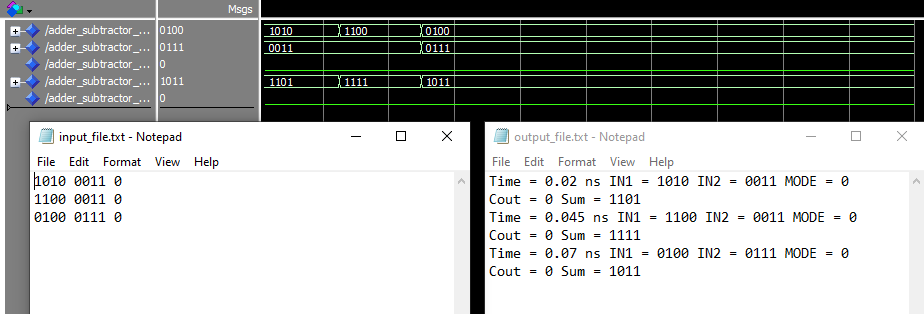 Msgs
/adder_subtractor_... 0100 1010 1100 0100
/adder_subtractor_... 0111 0011 0111
/adder_subtractor_... 0
/adder_subtractor_... 1011 1101 1111 1011
/adder_subtractor_... 0
input_file.txt - Notepad
File Edit Format View Help
1010 0011 0
1100 0011 0
0100 0111 0
output_file.txt - Notepad
File Edit Format View Help
Time = 0.02 ns IN1 = 1010 IN2 = 0011 MODE = 0
Cout = 0 Sum = 1101
Time = 0.045 ns IN1 = 1100 IN2 = 0011 MODE = 0
Cout = 0 Sum = 1111
Time = 0.07 ns IN1 = 0100 IN2 = 0111 MODE = 0
Cout = 0 Sum = 1011